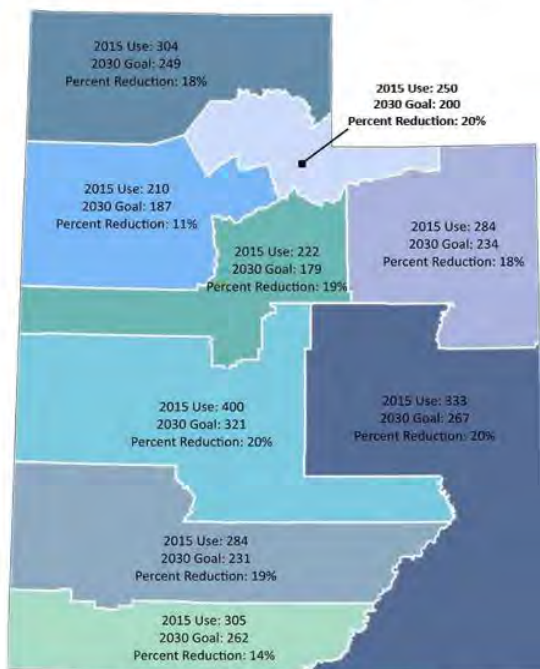 2015 Use: 304
2030 Goal: 249
Percent Reduction: 18%
2015 Use: 250
2030 Goal: 200
Percent Reduction: 20%
2015 Use: 210
2030 Goal: 187
Percent Reduction: 11%
2015 Use: 222
2030 Goal: 179
Percent Reduction: 19%
2015 Use: 284
2030 Goal: 234
Percent Reduction: 18%
2015 Use: 400
2030 Goal: 321
Percent Reduction: 20%
2015 Use: 333
2030 Goal: 267
Percent Reduction: 20%
2015 Use: 284
2030 Goal: 231
Percent Reduction: 19%
2015 Use: 305
2030 Goal: 262
Percent Reduction: 14%